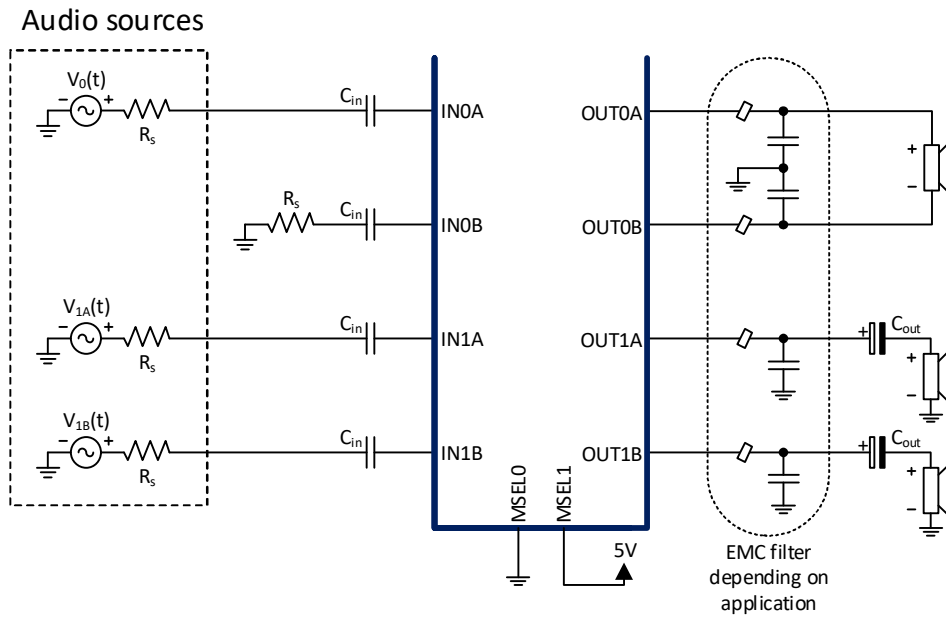 Audio sources
V0(t)
- +
Rs
Cin
IN0A
OUT0A
+
-
Rs
Cin
IN0B
OUT0B
V1A(t)
- +
Rs
Cin
IN1A
OUT1A
+
Cout
+
-
V1B(t)
- +
Rs
Cin
IN1B
OUT1B
+
Cout
+
-
MSEL0
MSEL1
5V
EMC filter
depending on
application